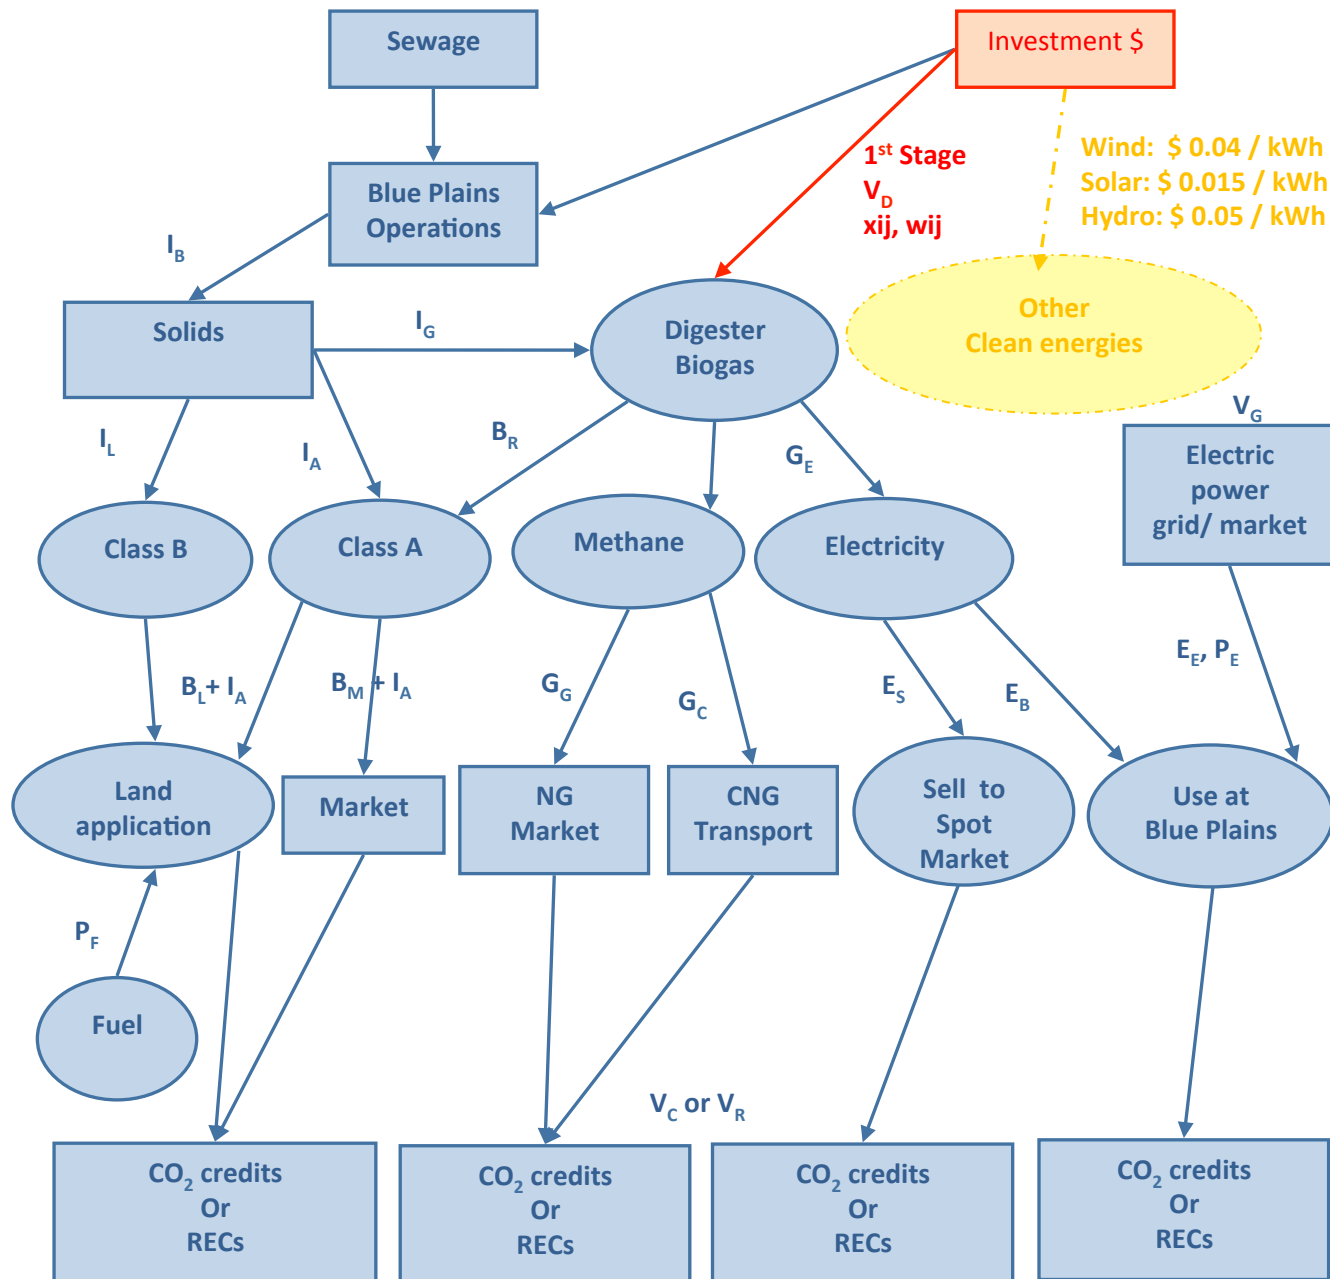 Sewage
Investment $
1st Stage
VD
xij, wij
Wind:  $ 0.04 / kWh
Solar: $ 0.015 / kWh
Hydro: $ 0.05 / kWh
Blue Plains
Operations
IB
Solids
IG
Digester
Biogas
Other
Clean energies
VG
IL
IA
BR
GE
Electric
power
grid/ market
Class B
Class A
Methane
Electricity
BL+ IA
BM + IA
GG
GC
ES
EB
EE, PE
Land
application
Market
NG
Market
CNG
Transport
Sell  to
Spot
Market
Use at
Blue Plains
PF
Fuel
VC or VR
CO2 credits
Or
RECs
CO2 credits
Or
RECs
CO2 credits
Or
RECs
CO2 credits
Or
RECs